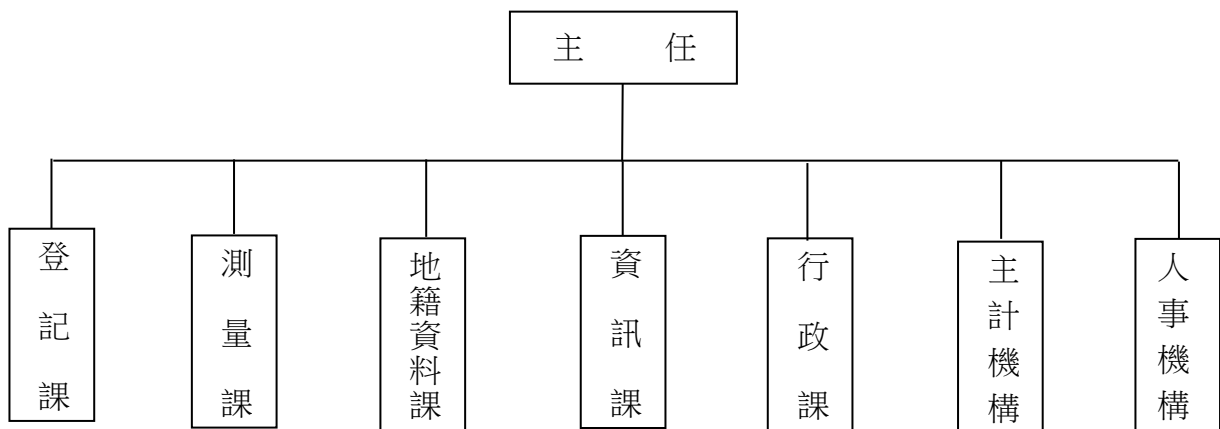 主任
登記課
測量課
地籍資料課
資訊課
行政課
主計機構
人事機構